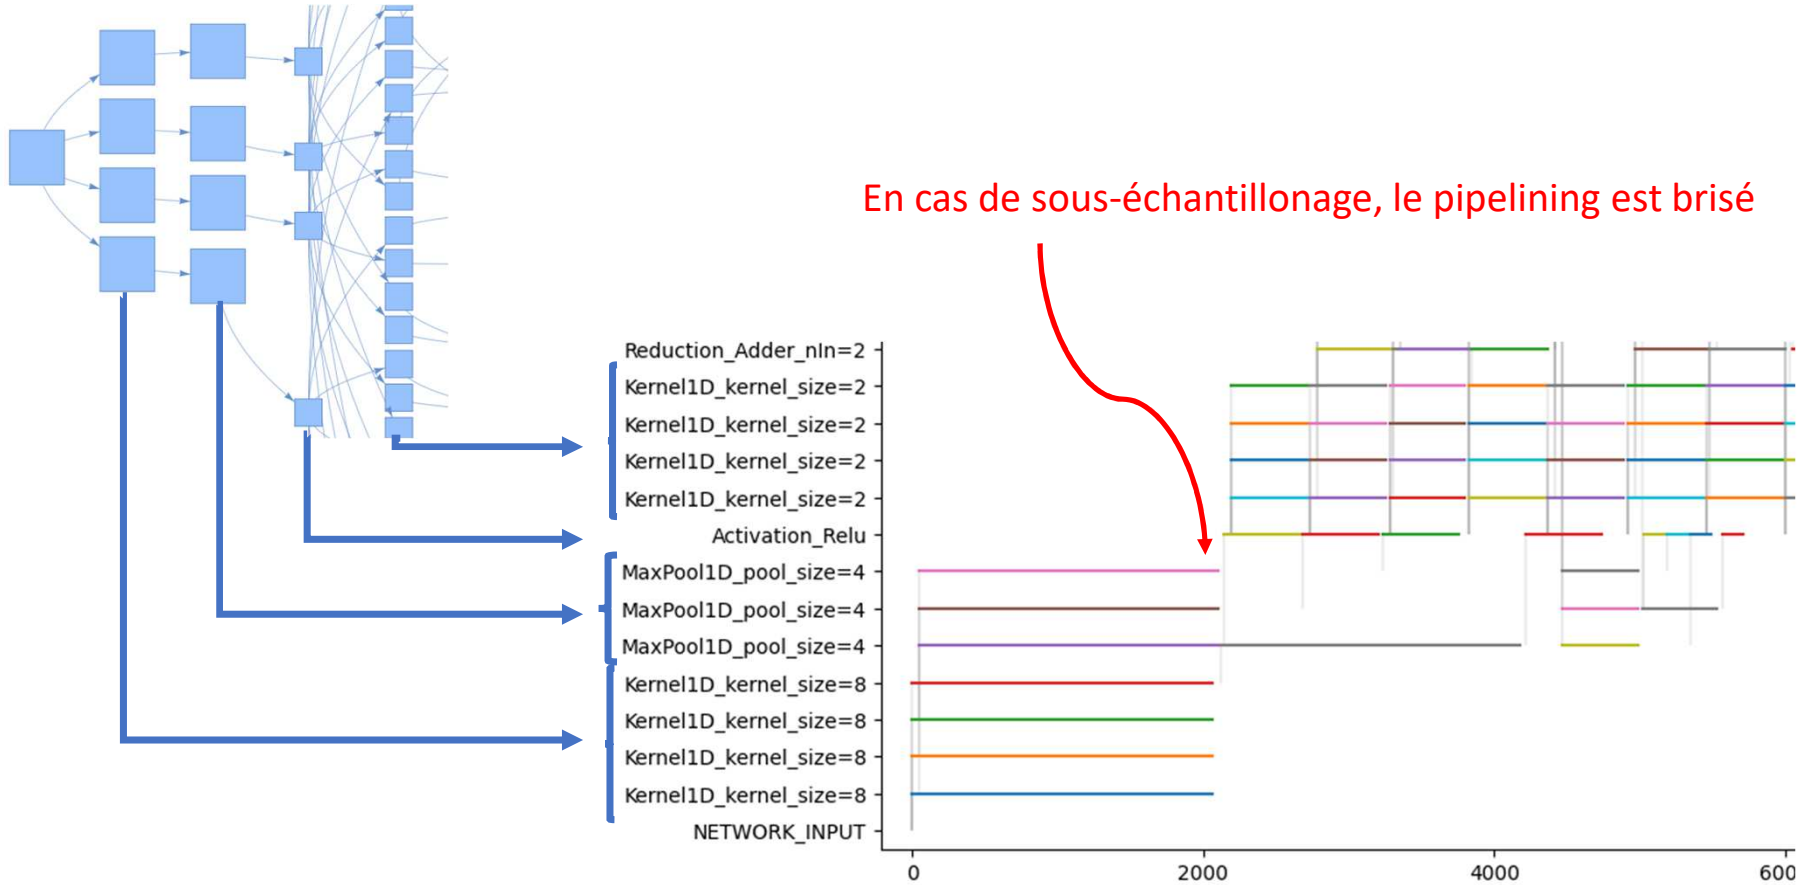 En cas de sous-échantillonage, le pipelining est brisé
Reduction_Adder_nIn=2
Kernel1D_kernel_size=2
Kernel1D_kernel_size=2
Kernel1D_kernel_size=2
Kernel1D_kernel_size=2
Activation_Relu
MaxPool1D_pool_size=4
MaxPool1D_pool_size=4
MaxPool1D_pool_size=4
Kernel1D_kernel_size=8
Kernel1D_kernel_size=8
Kernel1D_kernel_size=8
Kernel1D_kernel_size=8
NETWORK_INPUT
0 2000 4000 600